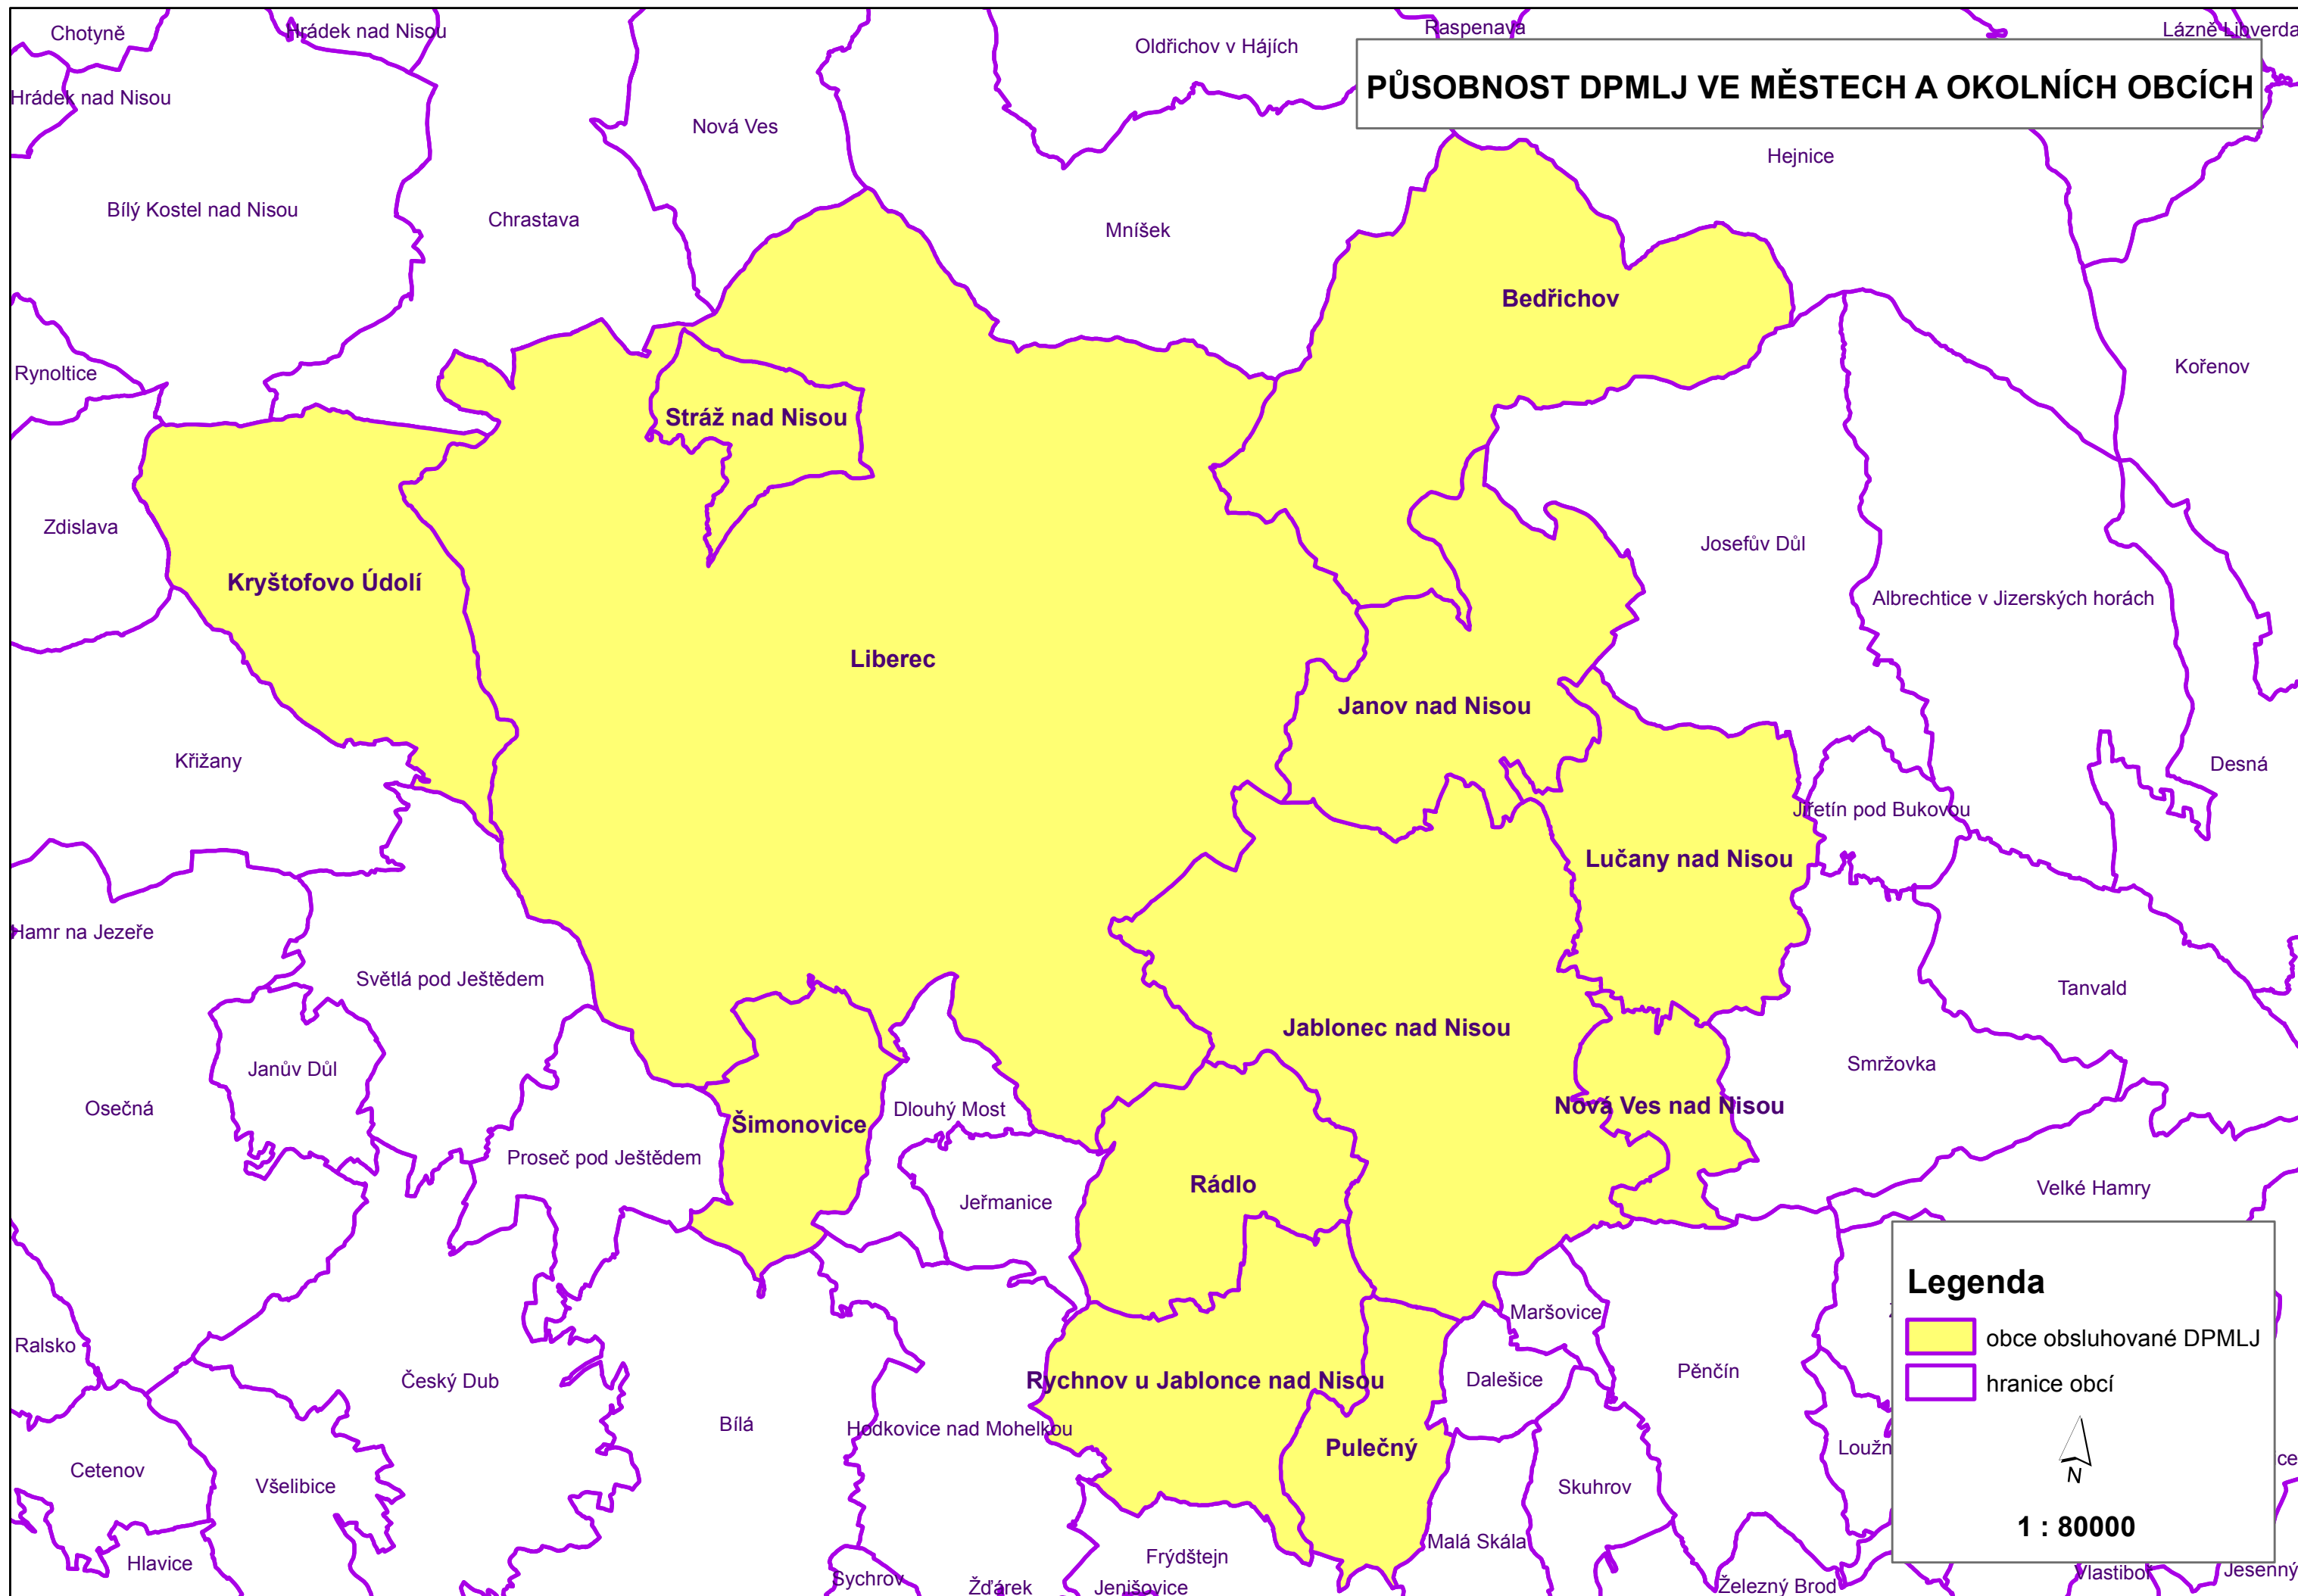 Chotyně
Hrádek nad Nisou
Oldřichov v Hájích
Raspenava
Lázně Libverda
PŮSOBNOST DPMLJ VE MĚSTECH A OKOLNÍCH OBCÍCH
Hrádek nad Nisou
Nová Ves
Hejnice
Bílý Kostel nad Nisou
Chrastava
Mníšek
Bedřichov
Rynoltice
Kořenov
Stráž nad Nisou
Zdislava
Josefův Důl
Kryštofovo Údolí
Albrechtice v Jizerských horách
Liberec
Janov nad Nisou
Křižany
Desná
Jiřetín pod Bukovou
Lučany nad Nisou
Hamr na Jezeře
Světlá pod Ještědem
Tanvald
Jablonec nad Nisou
Janův Důl
Smržovka
Osečná
Dlouhý Most
Nová Ves nad Nisou
Šimonovice
Proseč pod Ještědem
Rádlo
Velké Hamry
Jeřmanice
Maršovice
Ralsko
Český Dub
Rychnov u Jablonce nad Nisou
Dalešice
Pěnčín
Bílá
Hodkovice nad Mohelkou
Pulečný
Loužn
ce
Cetenov
Všelibice
Skuhrov
Hlavice
Frýdštejn
Malá Skála
Sychrov
Žďárek
Jenišovice
Železný Brod
Vlastiboř
Jesenný
Legenda
obce obsluhované DPMLJ
hranice obcí
N
1 : 80000